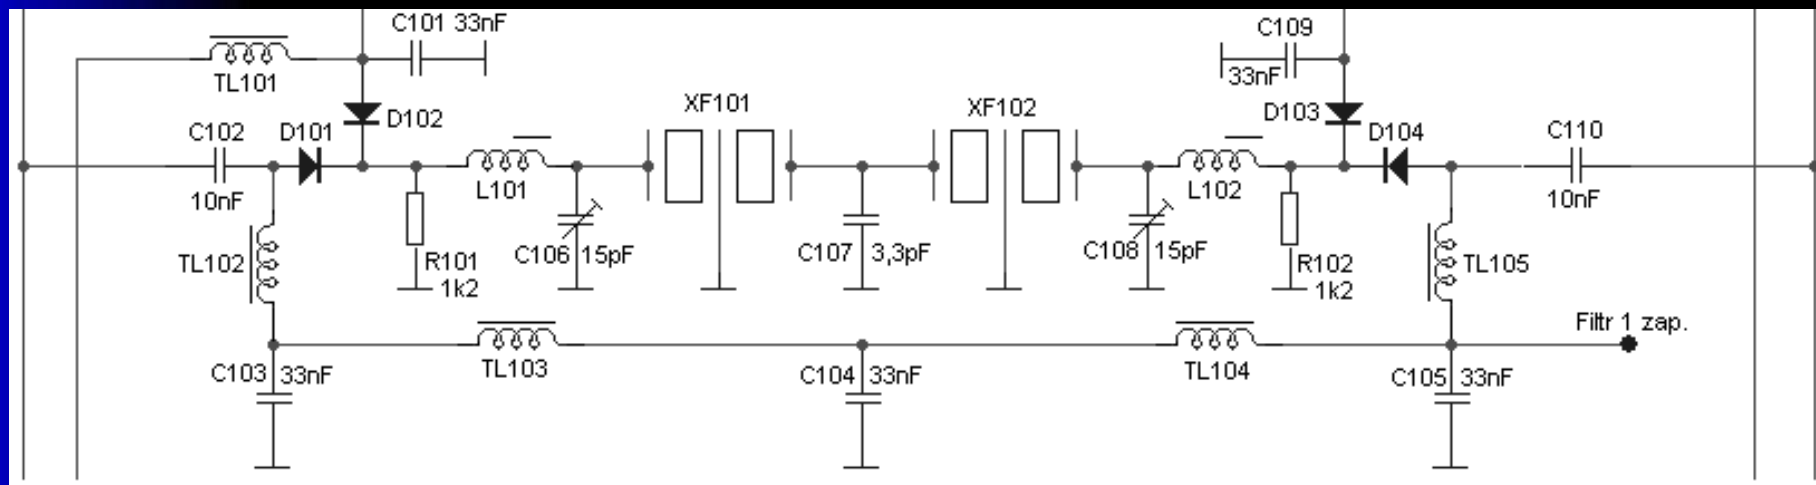 C101 33nF
C109
TL101
33nF
XF101
XF102
D102
D103
C102
D101
D104
C110
10nF
L101
L102
10nF
TL102
R101
1k2
C106 15pF
C107 3,3pF
C108 15pF
R102
1k2
TL105
Filtr 1 zap.
TL103
TL104
C103 33nF
C104 33nF
C105 33nF